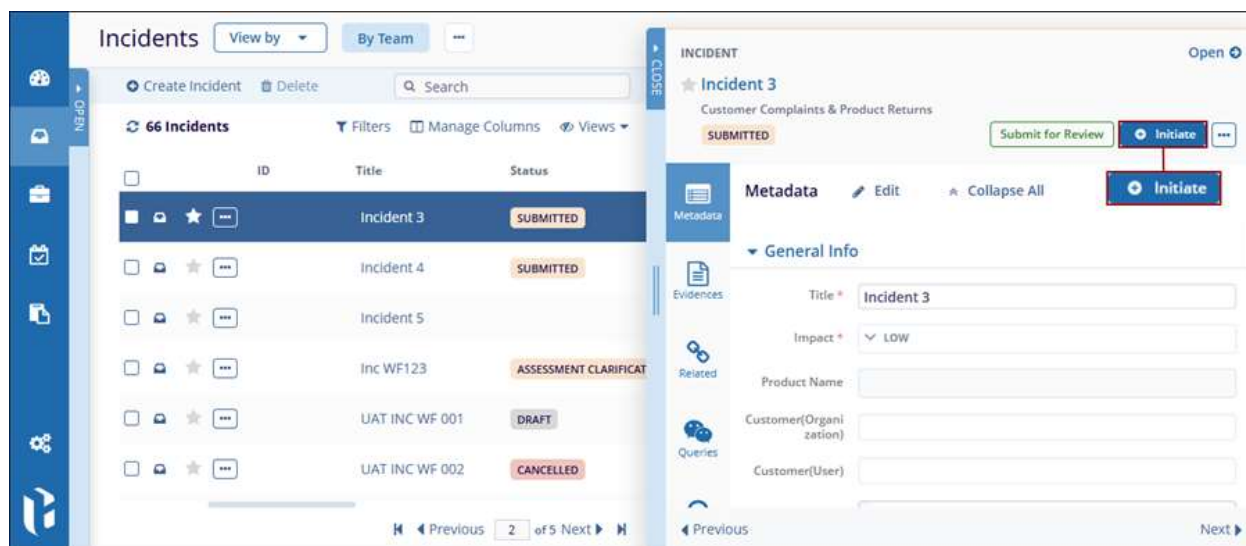 Incidents View by By Team
OPEN
Create Incident Delete Search
66 Incidents Filters Manage Columns Views
ID Title Status
Incident 3 SUBMITTED
Incident 4 SUBMITTED
Incident 5
Inc WF123 ASSESSMENT CLARIFICAT
UAT INC WF 001 DRAFT
UAT INC WF 002 CANCELLED
Previous 2 of 5 Next
CLOSE
INCIDENT Open
Incident 3
Customer Complaints & Product Returns
SUBMITTED Submit for Review Initiate
Initiate
Metadata
Evidences
Related
Queries
Metadata Edit Collapse All
General Info
Title * Incident 3
Impact * LOW
Product Name
Customer(Organi
zation)
Customer(User)
Previous Next